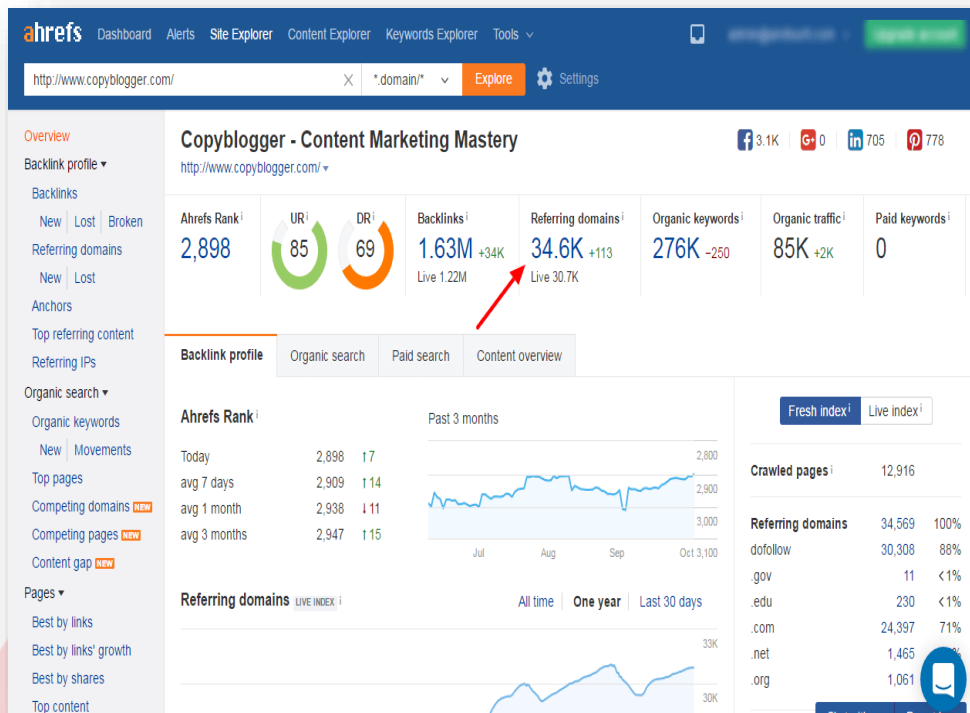 ahrefs Dashboard Alerts Site Explorer Content Explorer Keywords Explorer Tools
http://www.copyblogger.com/ *.domain/* Explore Settings
Overview
Backlink profile
Backlinks
New Lost Broken
Referring domains
New Lost
Anchors
Top referring content
Referring IPs
Organic search
Organic keywords
New Movements
Top pages
Competing domains NEW
Competing pages NEW
Content gap NEW
Pages
Best by links
Best by links' growth
Best by shares
Top content
Copyblogger - Content Marketing Mastery
http://www.copyblogger.com/
3.1K G+ 0 in 705 778
Ahrefs Rank i UR i DR i Backlinks i Referring domains i Organic keywords i Organic traffic i Paid keywords i
2,898 85 69 1.63M +34K 34.6K +113 276K -250 85K +2K 0
Live 1.22M Live 30.7K
Backlink profile Organic search Paid search Content overview
Ahrefs Rank i
Today 2,898 ↑7
avg 7 days 2,909 ↑14
avg 1 month 2,938 ↓11
avg 3 months 2,947 ↑15
Past 3 months
2,800
2,900
3,000
Jul Aug Sep Oct 3,100
Referring domains LIVE INDEX i
All time One year Last 30 days
33K
30K
Fresh index i Live index i
Crawled pages i 12,916
Referring domains 34,569 100%
dofollow 30,308 88%
.gov 11 <1%
.edu 230 <1%
.com 24,397 71%
.net 1,465 %
.org 1,061